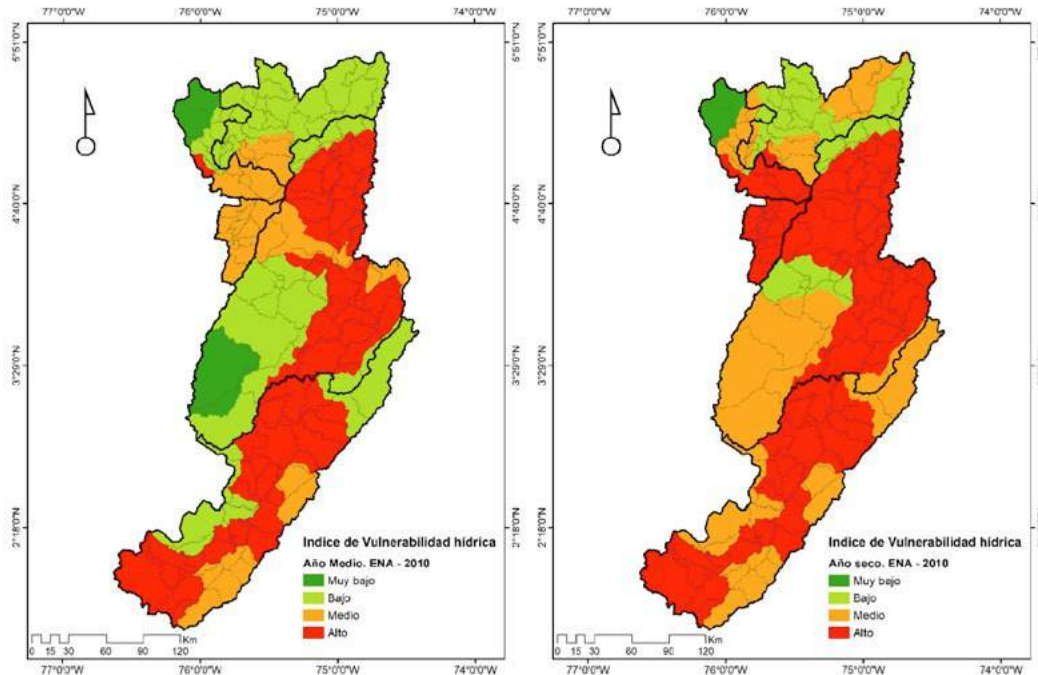 77°0'0"W 76°0'0"W 75°0'0"W 74°0'0"W
5°51'0"N
4°40'0"N
3°29'0"N
2°18'0"N
Indice de Vulnerabilidad hídrica
Año Medio. ENA - 2010
Muy bajo
Bajo
Medio
Alto
Km
0 15 30 60 90 120
77°0'0"W 76°0'0"W 75°0'0"W 74°0'0"W
77°0'0"W 76°0'0"W 75°0'0"W 74°0'0"W
5°51'0"N
4°40'0"N
3°29'0"N
2°18'0"N
Indice de Vulnerabilidad hídrica
Año seco. ENA - 2010
Muy bajo
Bajo
Medio
Alto
Km
0 15 30 60 90 120
77°0'0"W 76°0'0"W 75°0'0"W 74°0'0"W